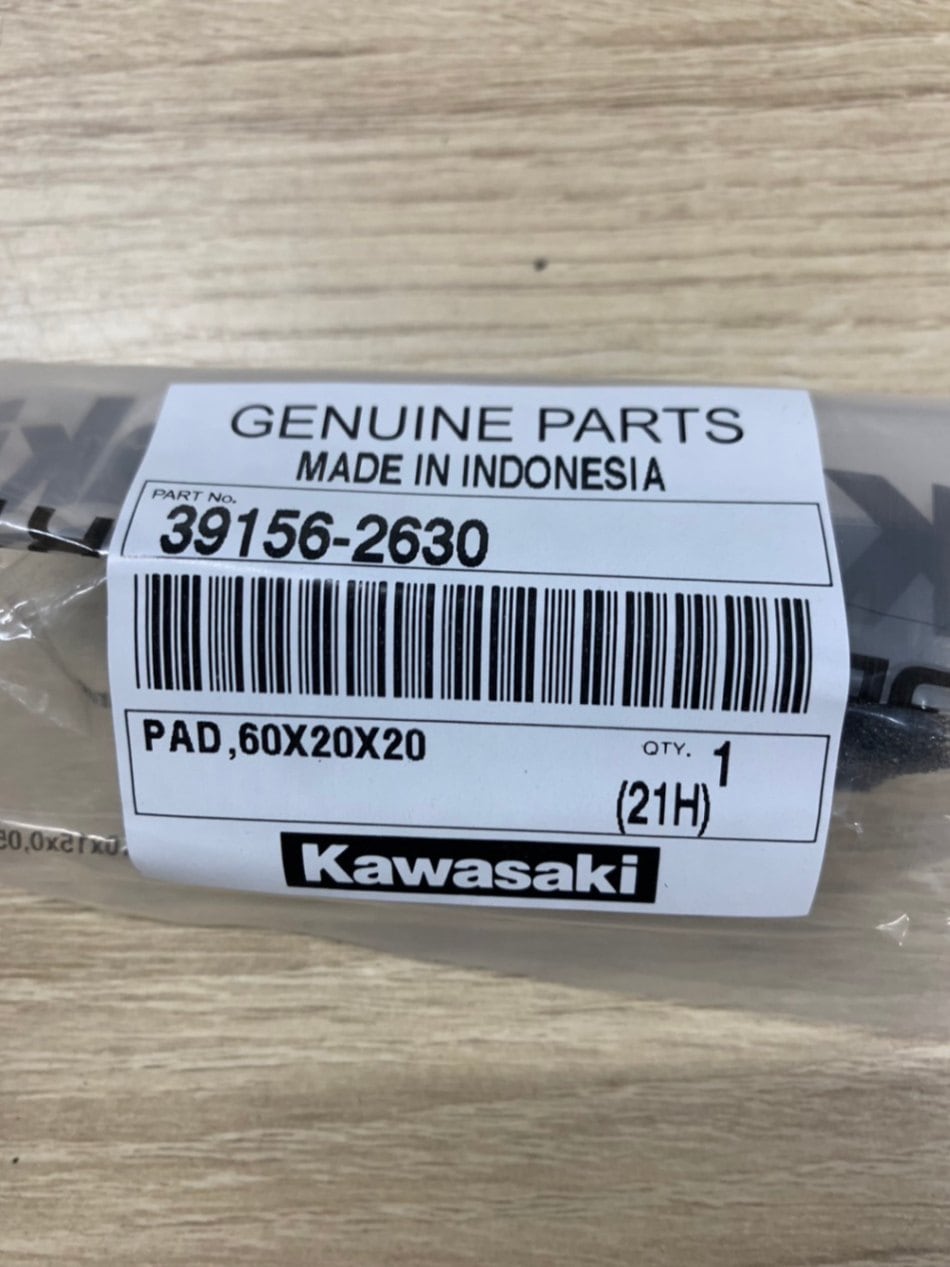 GENUINE PARTS
MADE IN INDONESIA
PART No.
39156-2630
PAD,60X20X20
QTY. 1
(21H)
Kawasaki